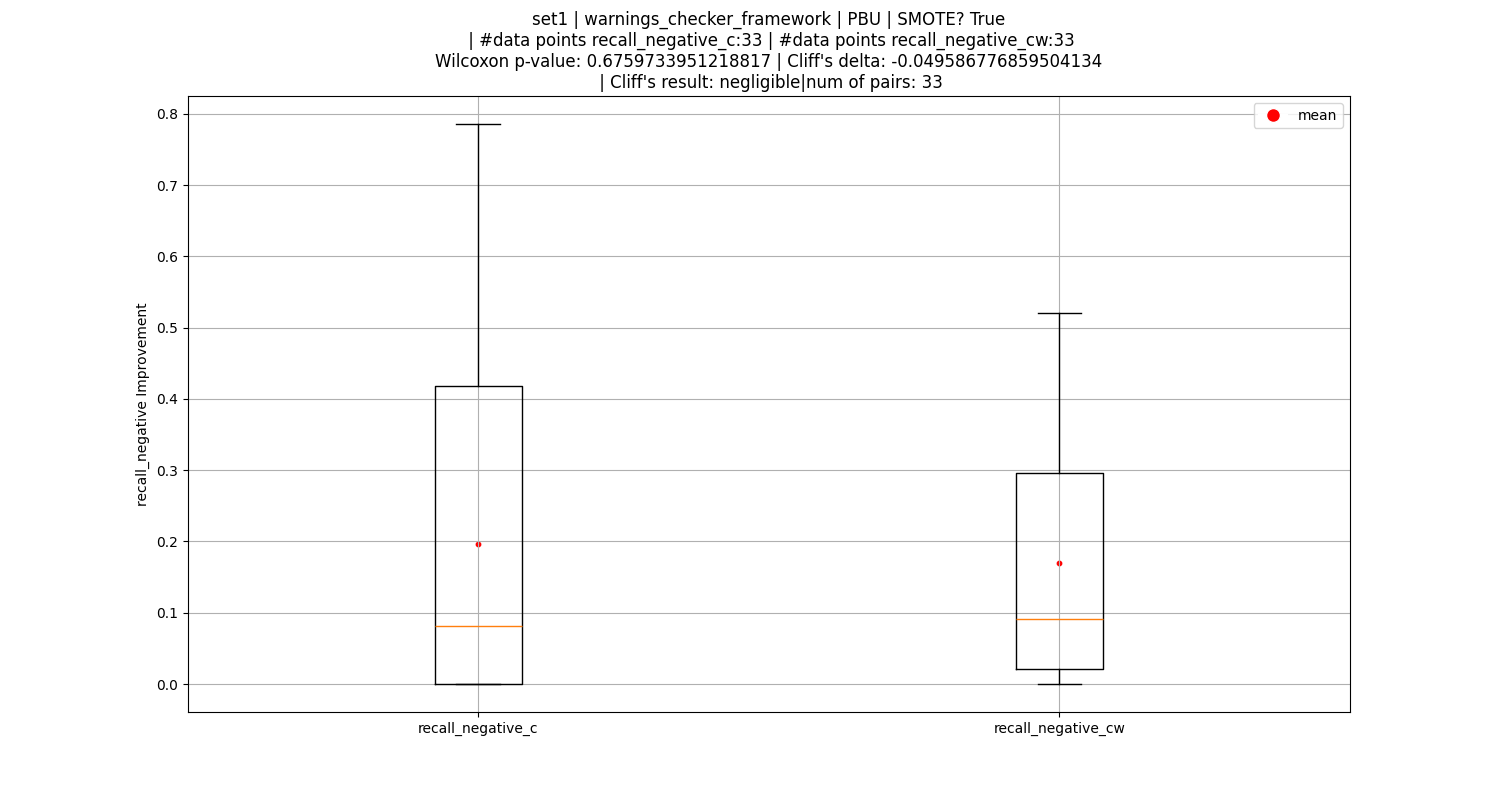 set1 | warnings_checker_framework | PBU | SMOTE? True
| #data points recall_negative_c:33 | #data points recall_negative_cw:33
Wilcoxon p-value: 0.6759733951218817 | Cliff's delta: -0.049586776859504134
| Cliff's result: negligible|num of pairs: 33
mean
0.8
0.7
0.6
0.5
0.4
0.3
0.2
0.1
0.0
recall_negative Improvement
recall_negative_c
recall_negative_cw